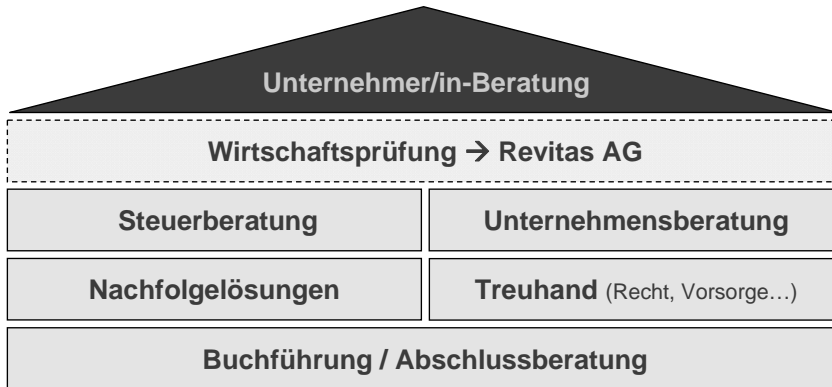 Unternehmer/in-Beratung
Wirtschaftsprüfung → Revitas AG
Steuerberatung
Unternehmensberatung
Nachfolgelösungen
Treuhand (Recht, Vorsorge…)
Buchführung / Abschlussberatung